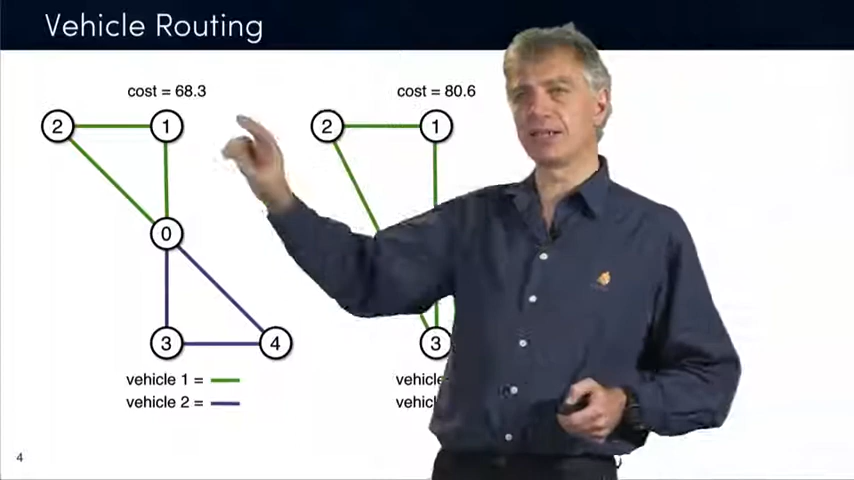 Vehicle Routing
cost = 68.3
2
1
0
3
4
vehicle 1 =
vehicle 2 =
cost = 80.6
2
1
3
4